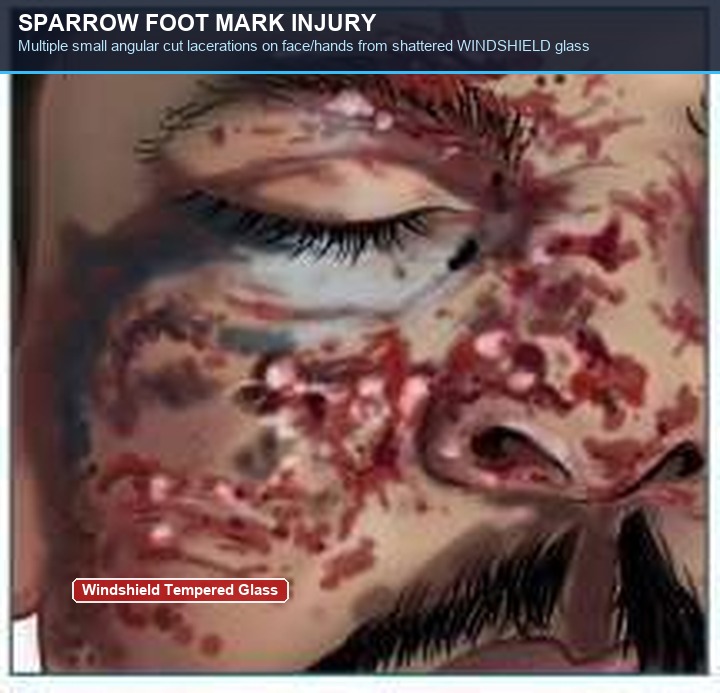 SPARROW FOOT MARK INJURY
Multiple small angular cut lacerations on face/hands from shattered WINDSHIELD glass
Windshield Tempered Glass